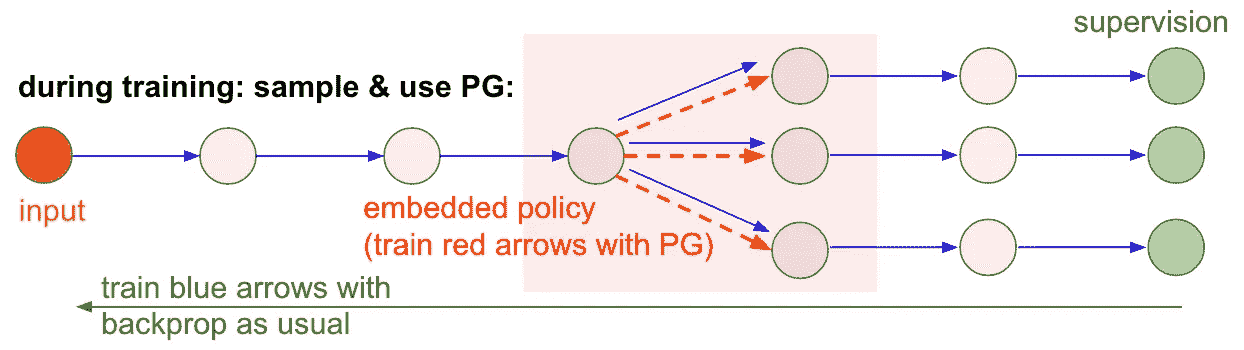 supervision
during training: sample & use PG:
input
embedded policy
(train red arrows with PG)
train blue arrows with
backprop as usual